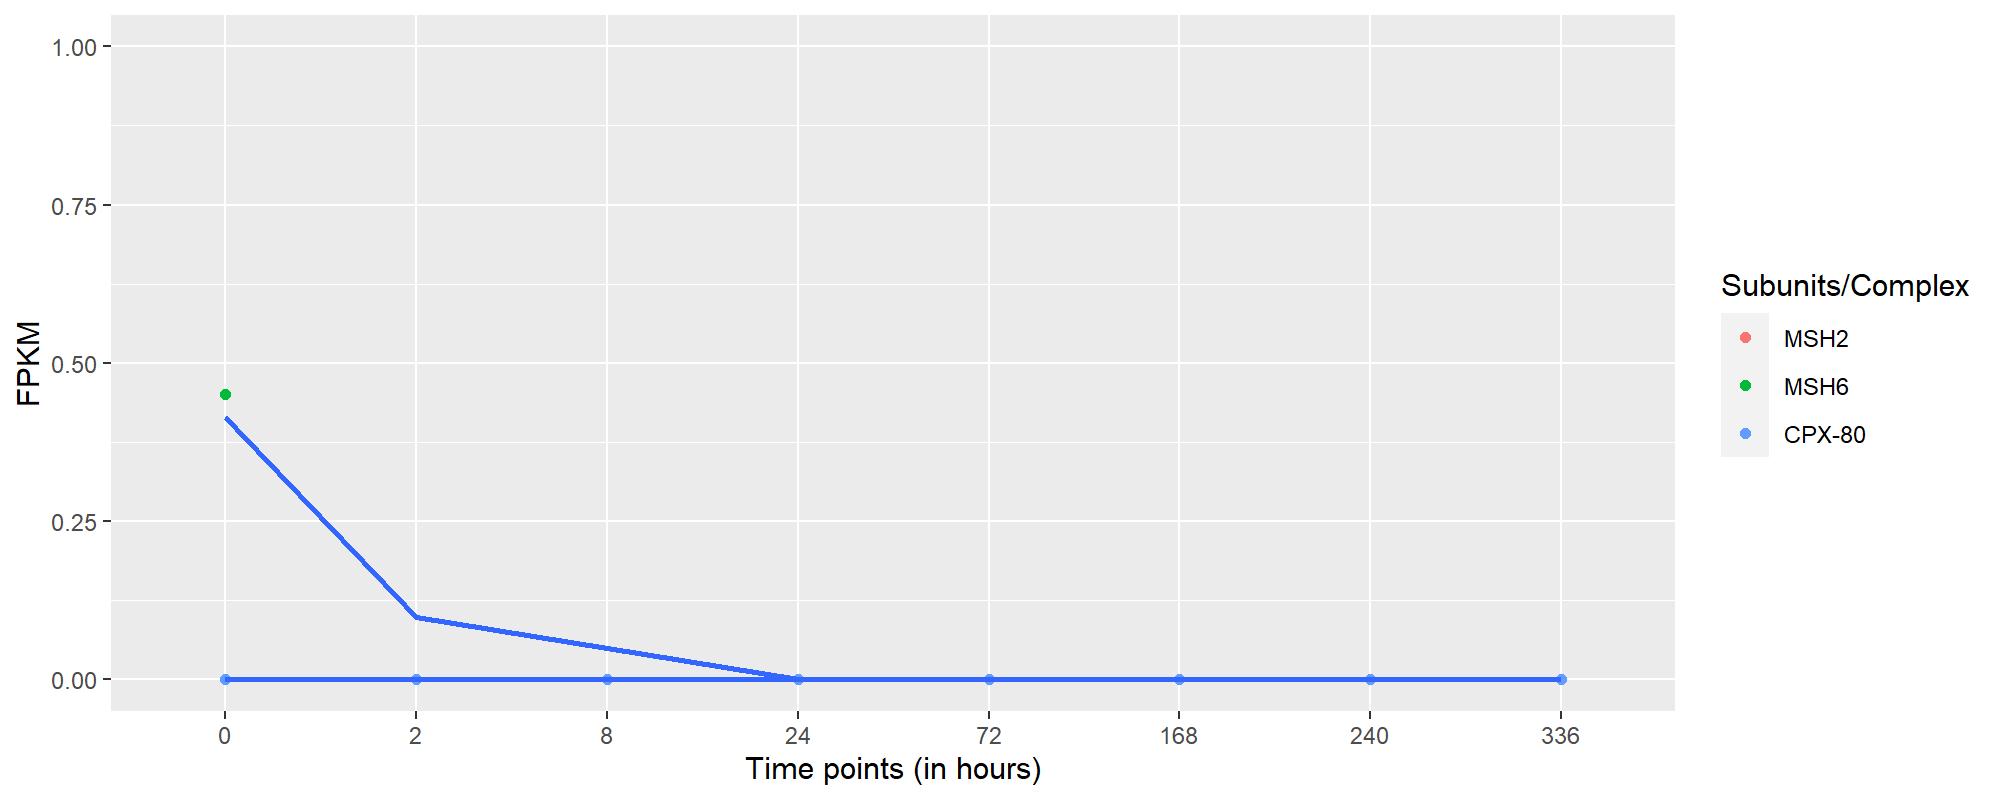 1.00
0.75
0.50
0.25
0.00
FPKM
0 2 8 24 72 168 240 336
Time points (in hours)
Subunits/Complex
MSH2
MSH6
CPX-80